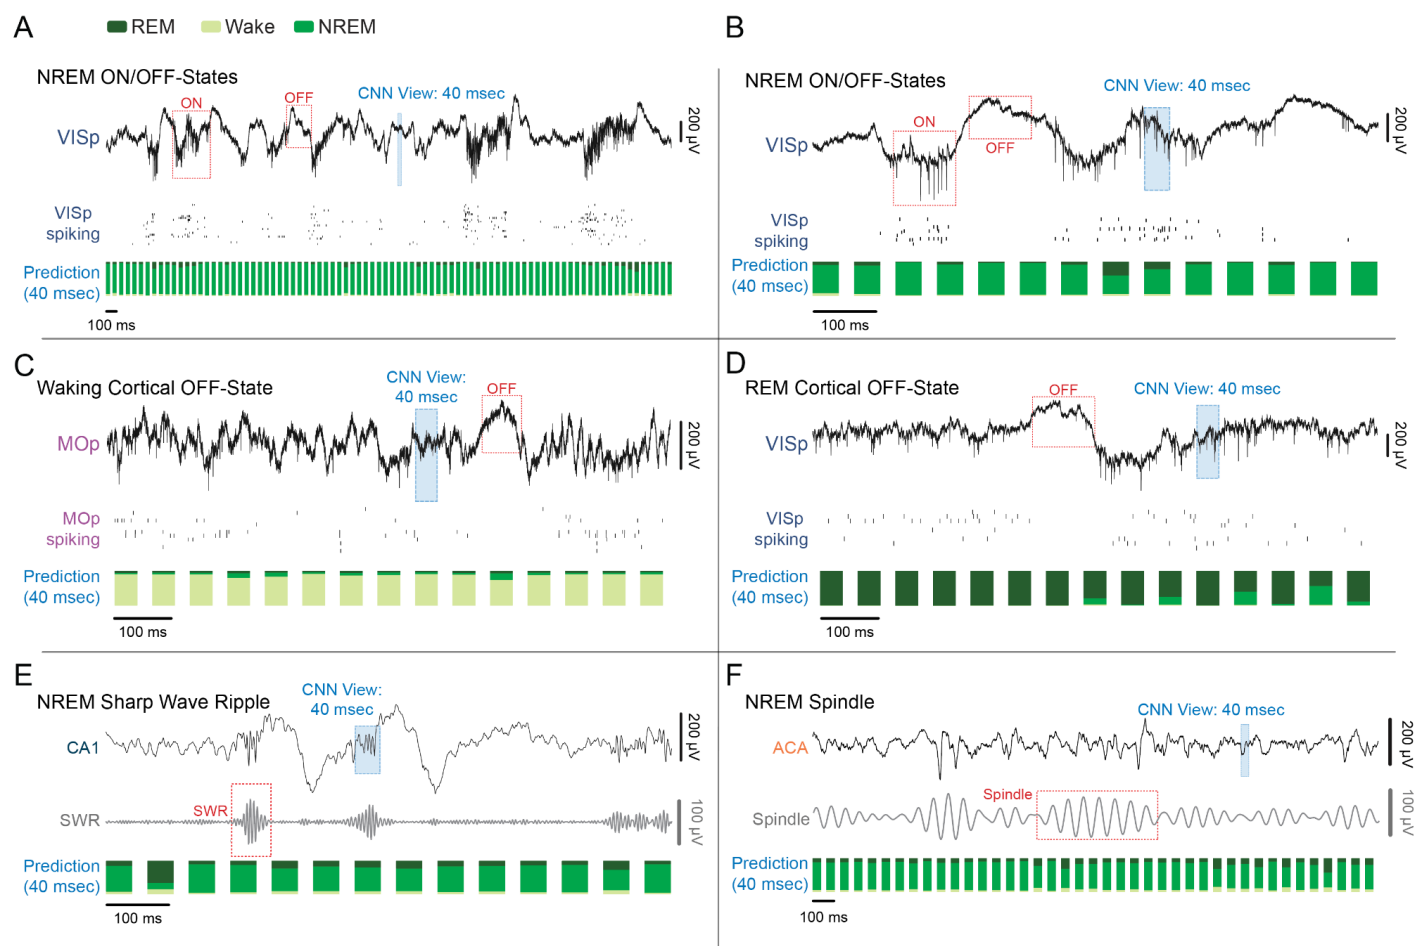 A
REM
Wake
NREM
NREM ON/OFF-States
ON
OFF
CNN View: 40 msec
VISp
200 µV
VISp
spiking
Prediction
(40 msec)
100 ms
B
NREM ON/OFF-States
CNN View: 40 msec
ON
OFF
VISp
200 µV
VISp
spiking
Prediction
(40 msec)
100 ms
C
Waking Cortical OFF-State
CNN View:
40 msec
OFF
MOp
200 µV
MOp
spiking
Prediction
(40 msec)
100 ms
D
REM Cortical OFF-State
OFF
CNN View: 40 msec
VISp
200 µV
VISp
spiking
Prediction
(40 msec)
100 ms
E
NREM Sharp Wave Ripple
CNN View:
40 msec
CA1
200 µV
SWR
SWR
100 µV
Prediction
(40 msec)
100 ms
F
NREM Spindle
CNN View: 40 msec
ACA
200 µV
Spindle
Spindle
100 µV
Prediction
(40 msec)
100 ms